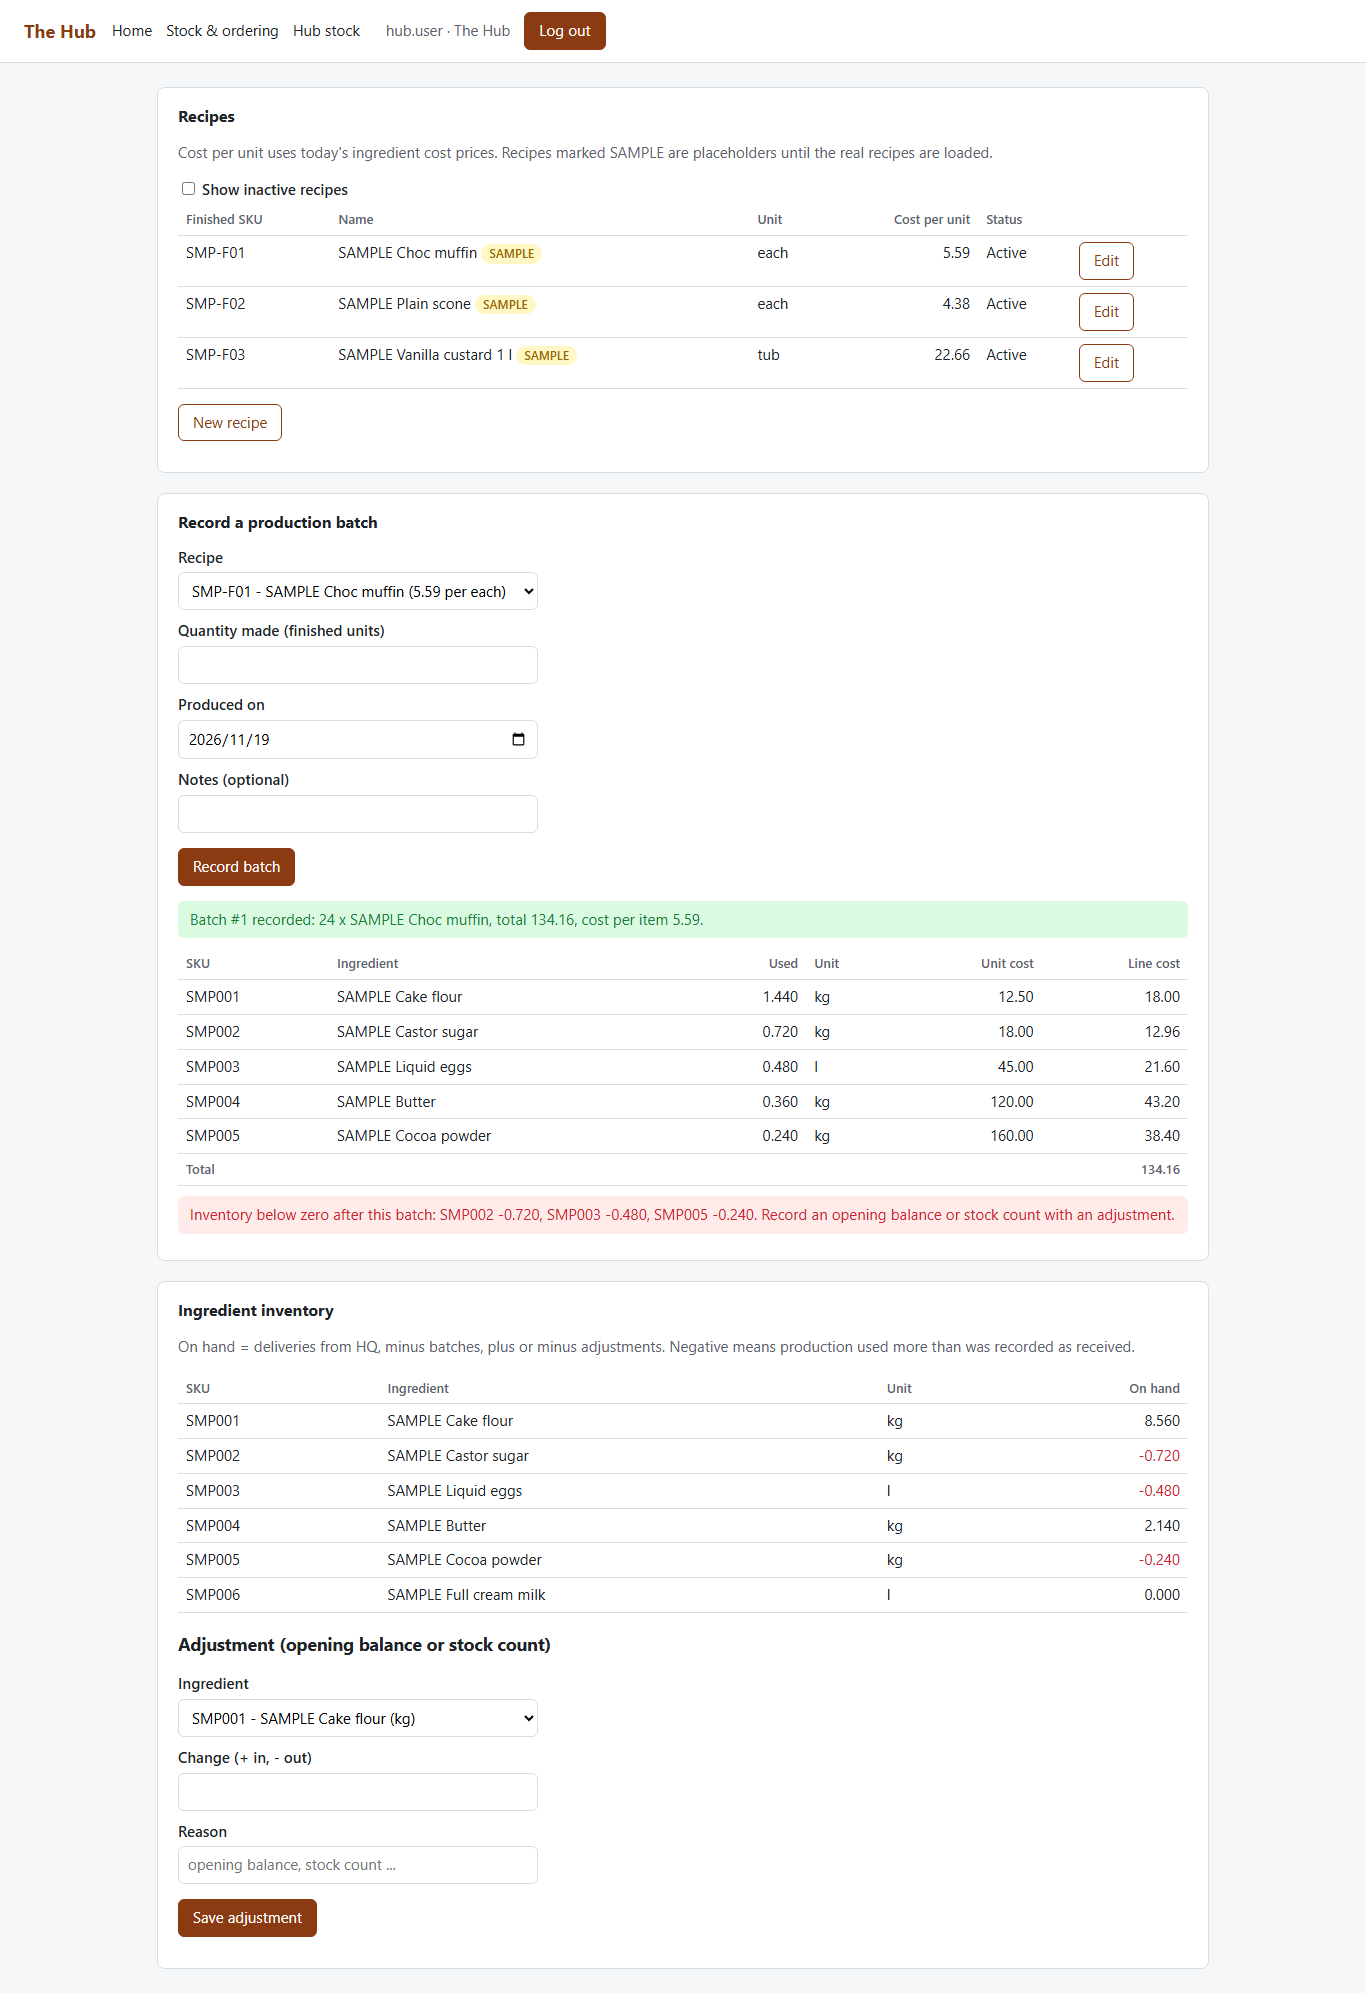 The Hub Home Stock & ordering Hub stock hub.user · The Hub Log out
Recipes
Cost per unit uses today's ingredient cost prices. Recipes marked SAMPLE are placeholders until the real recipes are loaded.
Show inactive recipes
Finished SKU Name Unit Cost per unit Status
SMP-F01 SAMPLE Choc muffin SAMPLE each 5.59 Active Edit
SMP-F02 SAMPLE Plain scone SAMPLE each 4.38 Active Edit
SMP-F03 SAMPLE Vanilla custard 1 l SAMPLE tub 22.66 Active Edit
New recipe
Record a production batch
Recipe
SMP-F01 - SAMPLE Choc muffin (5.59 per each)
Quantity made (finished units)
Produced on
2026/11/19
Notes (optional)
Record batch
Batch #1 recorded: 24 x SAMPLE Choc muffin, total 134.16, cost per item 5.59.
SKU Ingredient Used Unit Unit cost Line cost
SMP001 SAMPLE Cake flour 1.440 kg 12.50 18.00
SMP002 SAMPLE Castor sugar 0.720 kg 18.00 12.96
SMP003 SAMPLE Liquid eggs 0.480 l 45.00 21.60
SMP004 SAMPLE Butter 0.360 kg 120.00 43.20
SMP005 SAMPLE Cocoa powder 0.240 kg 160.00 38.40
Total 134.16
Inventory below zero after this batch: SMP002 -0.720, SMP003 -0.480, SMP005 -0.240. Record an opening balance or stock count with an adjustment.
Ingredient inventory
On hand = deliveries from HQ, minus batches, plus or minus adjustments. Negative means production used more than was recorded as received.
SKU Ingredient Unit On hand
SMP001 SAMPLE Cake flour kg 8.560
SMP002 SAMPLE Castor sugar kg -0.720
SMP003 SAMPLE Liquid eggs l -0.480
SMP004 SAMPLE Butter kg 2.140
SMP005 SAMPLE Cocoa powder kg -0.240
SMP006 SAMPLE Full cream milk l 0.000
Adjustment (opening balance or stock count)
Ingredient
SMP001 - SAMPLE Cake flour (kg)
Change (+ in, - out)
Reason
opening balance, stock count ...
Save adjustment